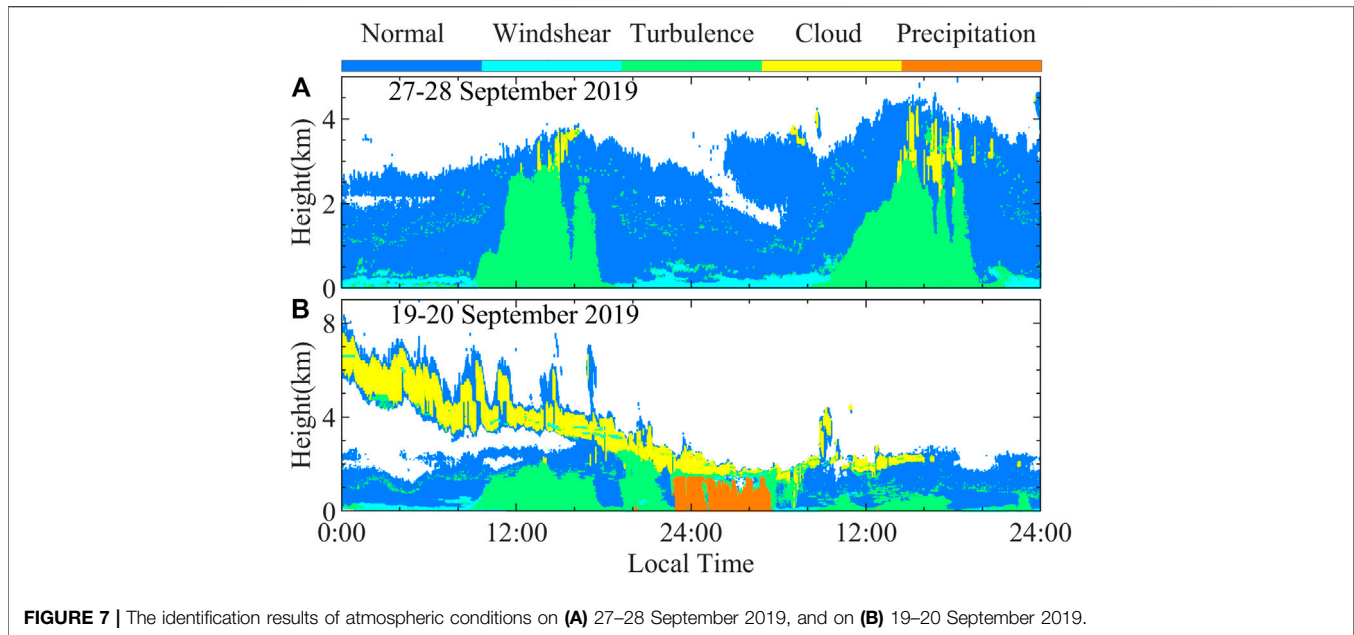 Normal Windshear Turbulence Cloud Precipitation
A
27-28 September 2019
4
2
0
Height(km)
B
19-20 September 2019
8
4
0
Height(km)
0:00 12:00 24:00 12:00 24:00
Local Time
FIGURE 7 | The identification results of atmospheric conditions on (A) 27–28 September 2019, and on (B) 19–20 September 2019.